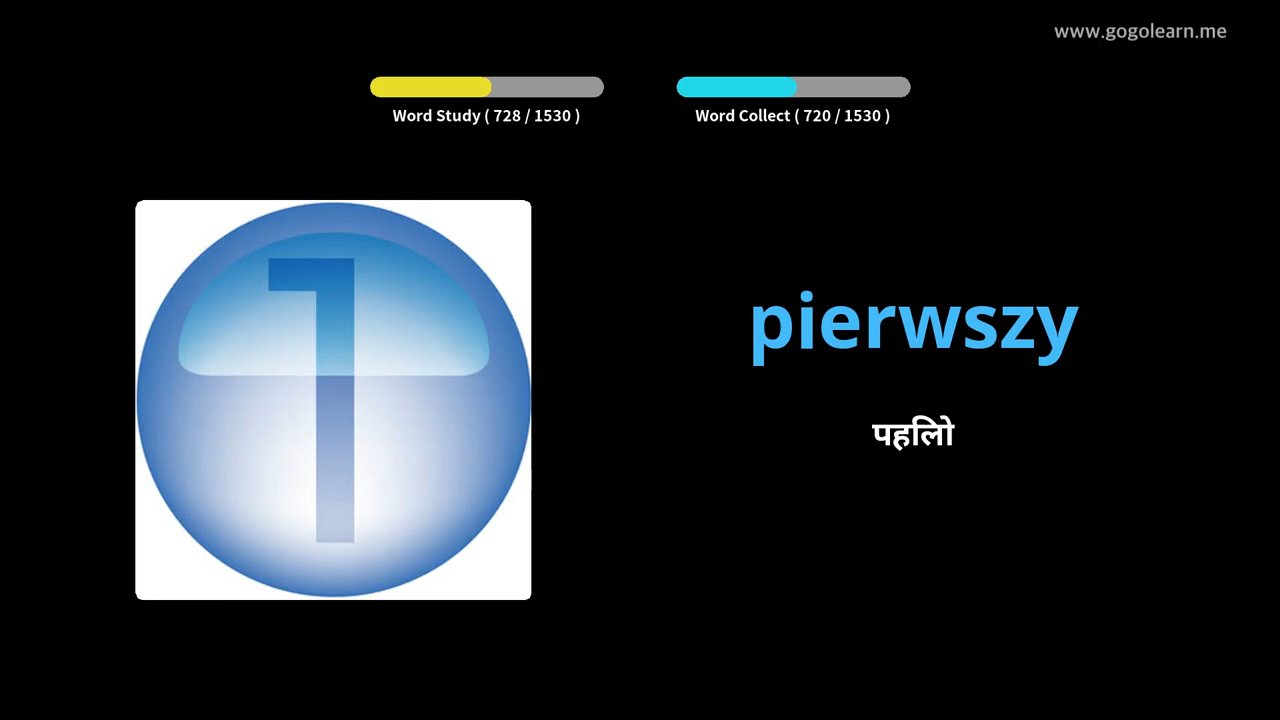 www.gogolearn.me
Word Study ( 728 / 1530 )
Word Collect ( 720 / 1530 )
1
pierwszy
पहिलो